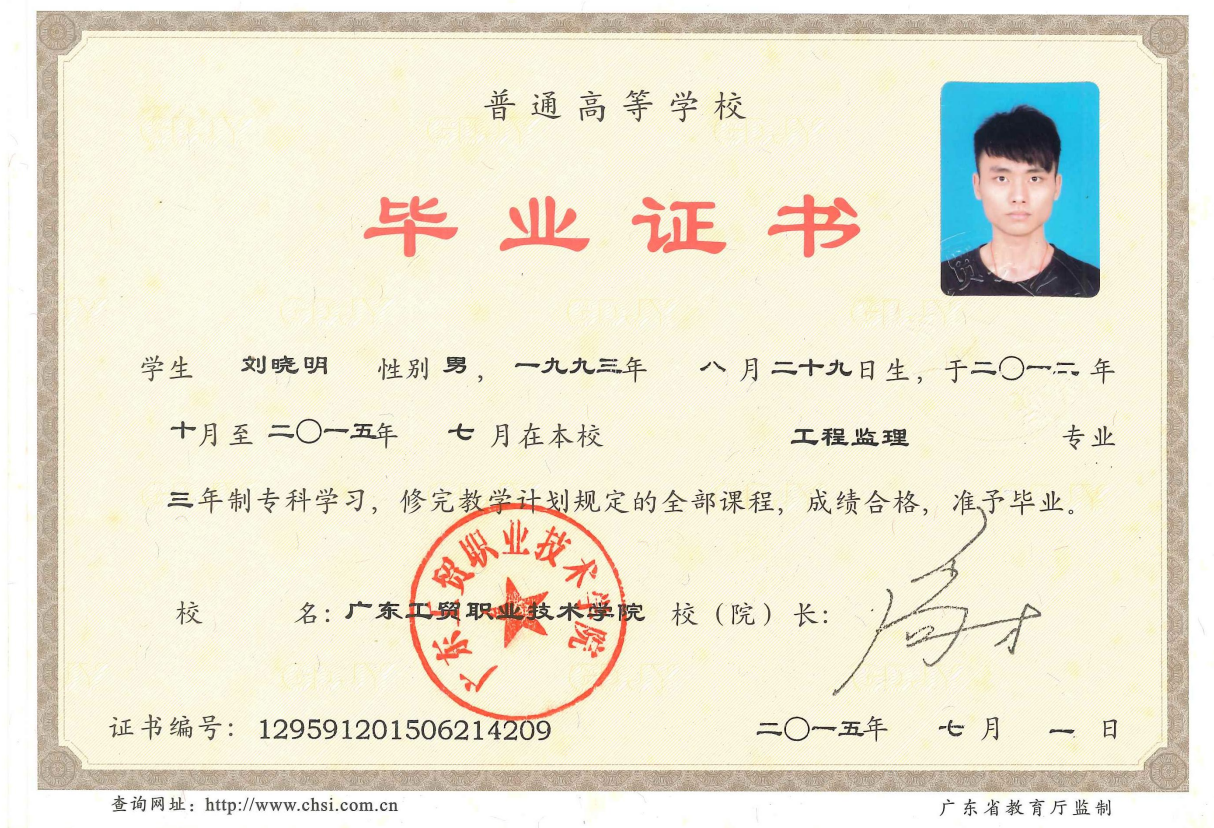 普通高等学校
毕业证书
学生 刘晓明 性别 男， 一九九三年 八月二十九日生，于二〇一二年
十月至二〇一五年 七月在本校 工程监理 专业
三年制专科学习，修完教学计划规定的全部课程，成绩合格，准予毕业。
广东工贸职业技术学院
校 名：广东工贸职业技术学院 校（院）长：
证书编号：129591201506214209 二〇一五年 七月 一日
查询网址：http://www.chsi.com.cn 广东省教育厅监制